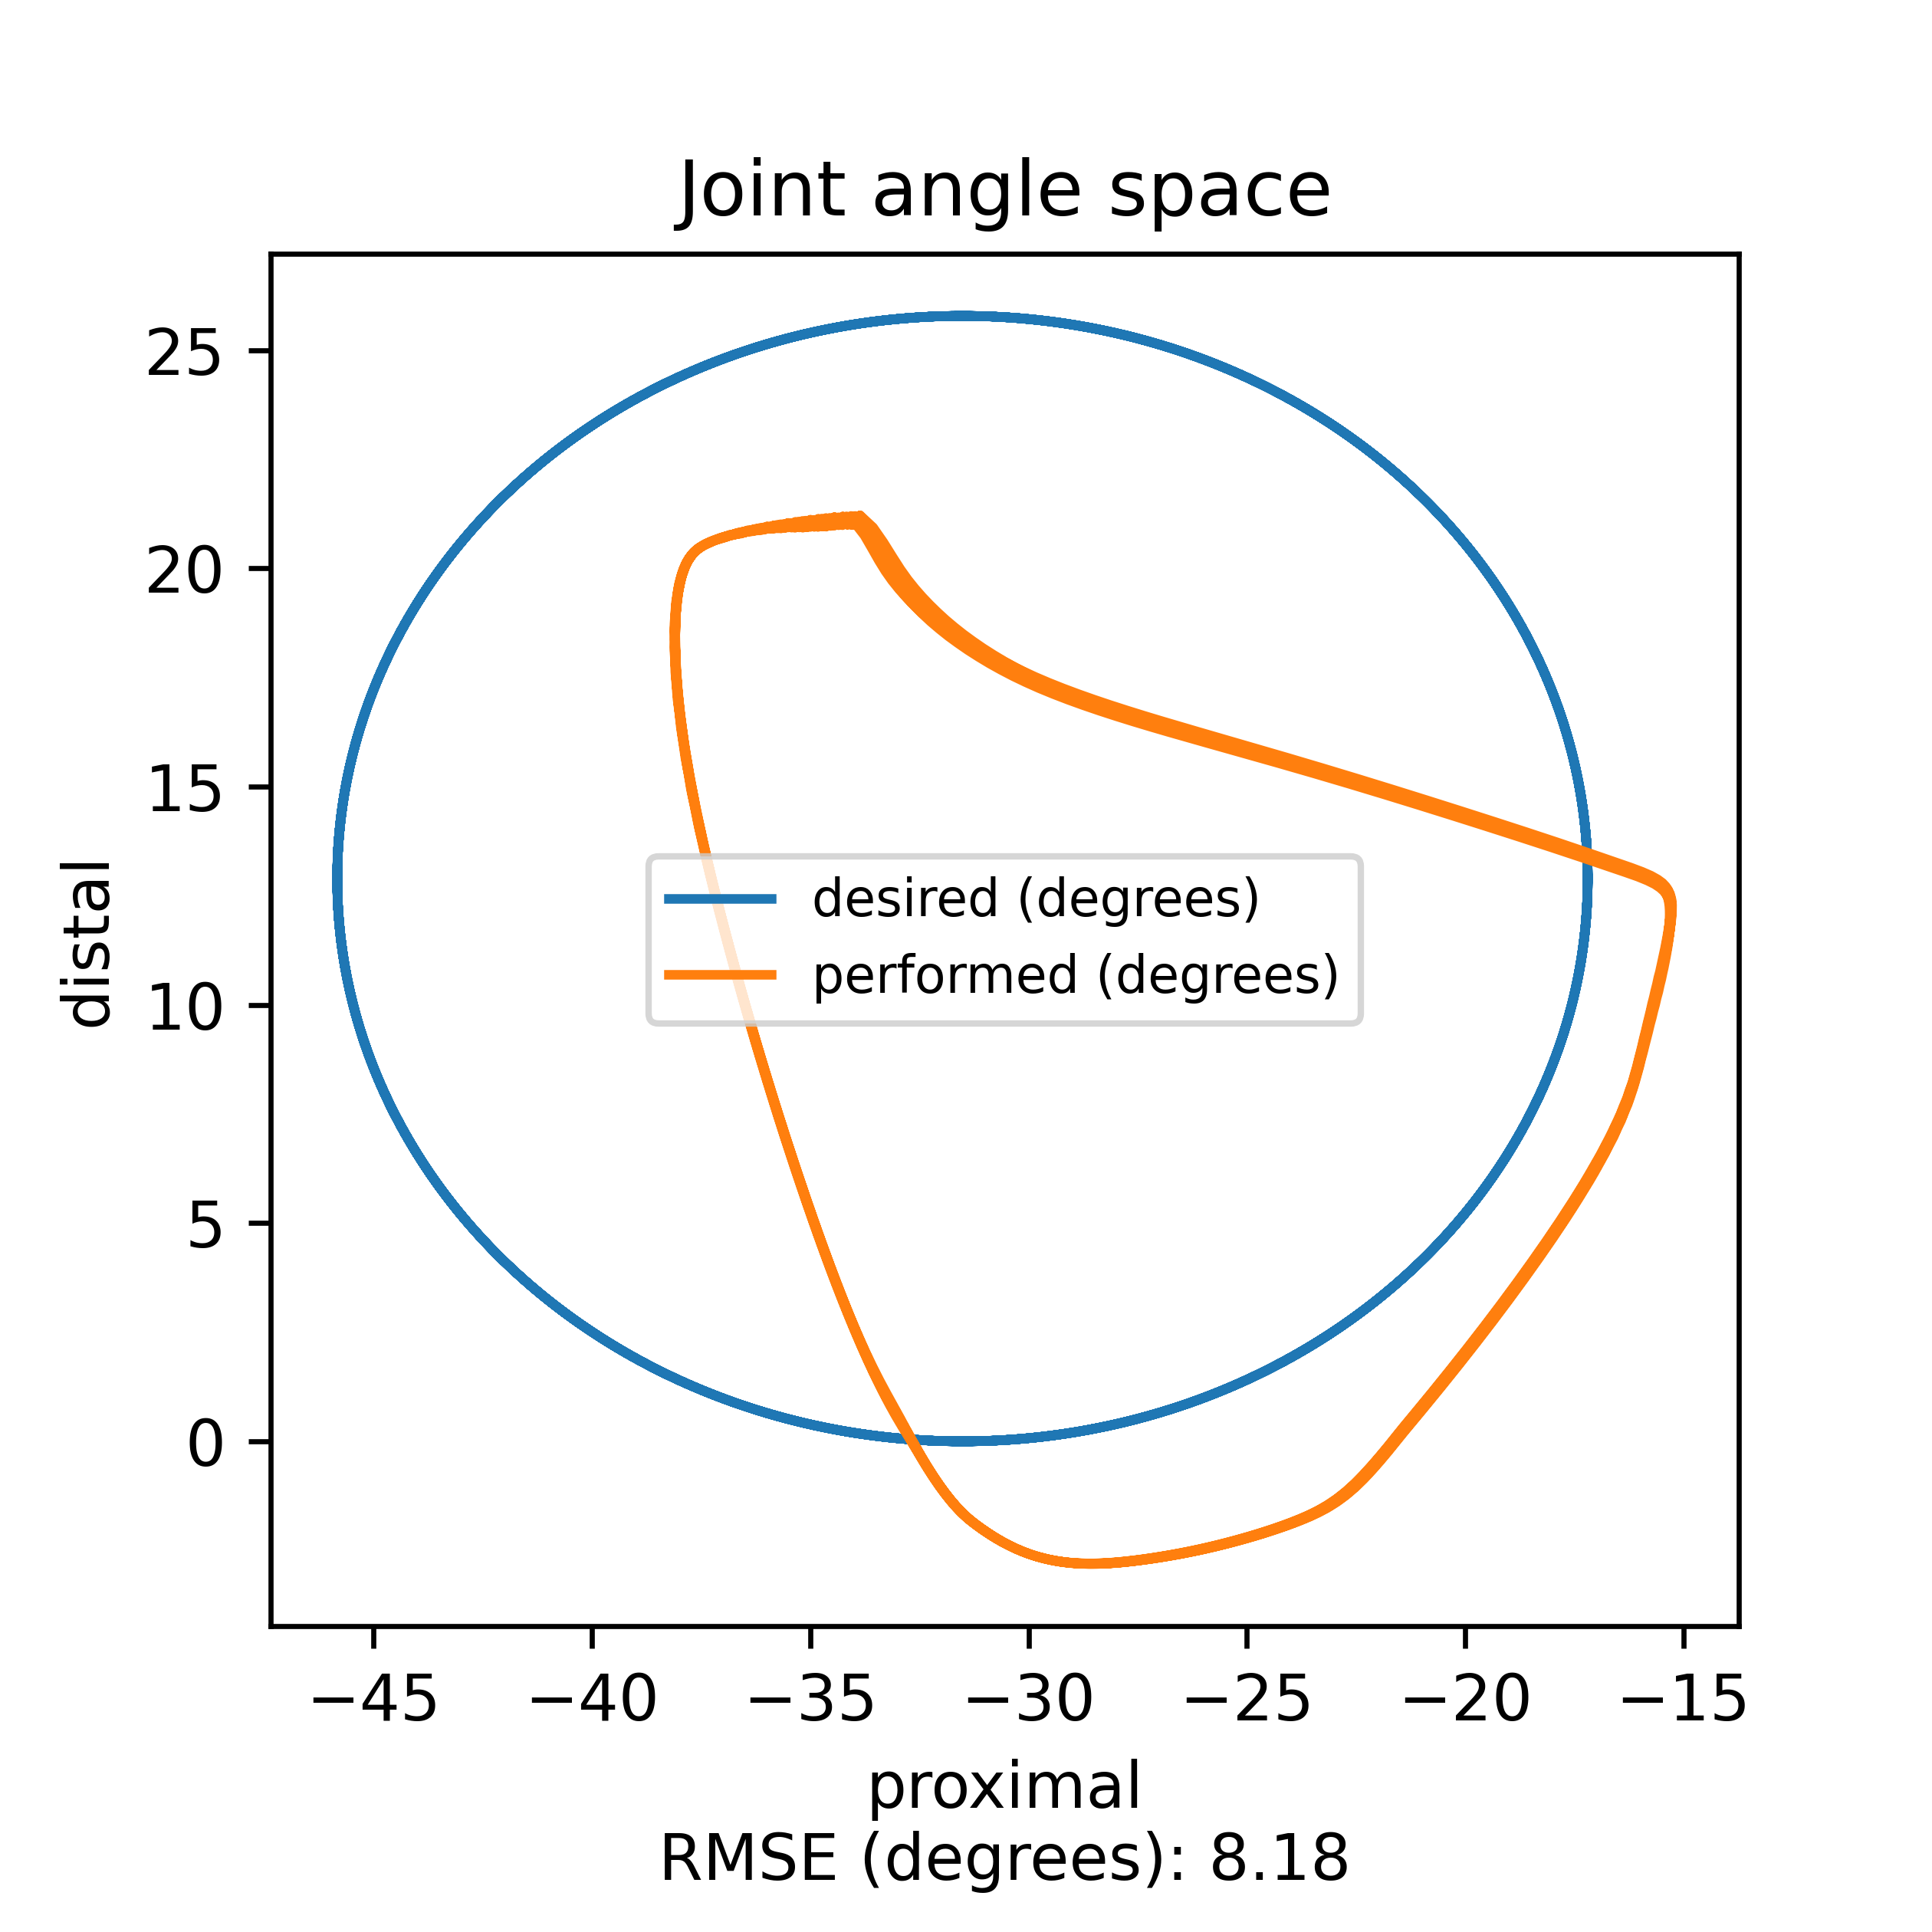 Joint angle space
25
20
15
10
5
0
distal
desired (degrees)
performed (degrees)
−45 −40 −35 −30 −25 −20 −15
proximal
RMSE (degrees): 8.18